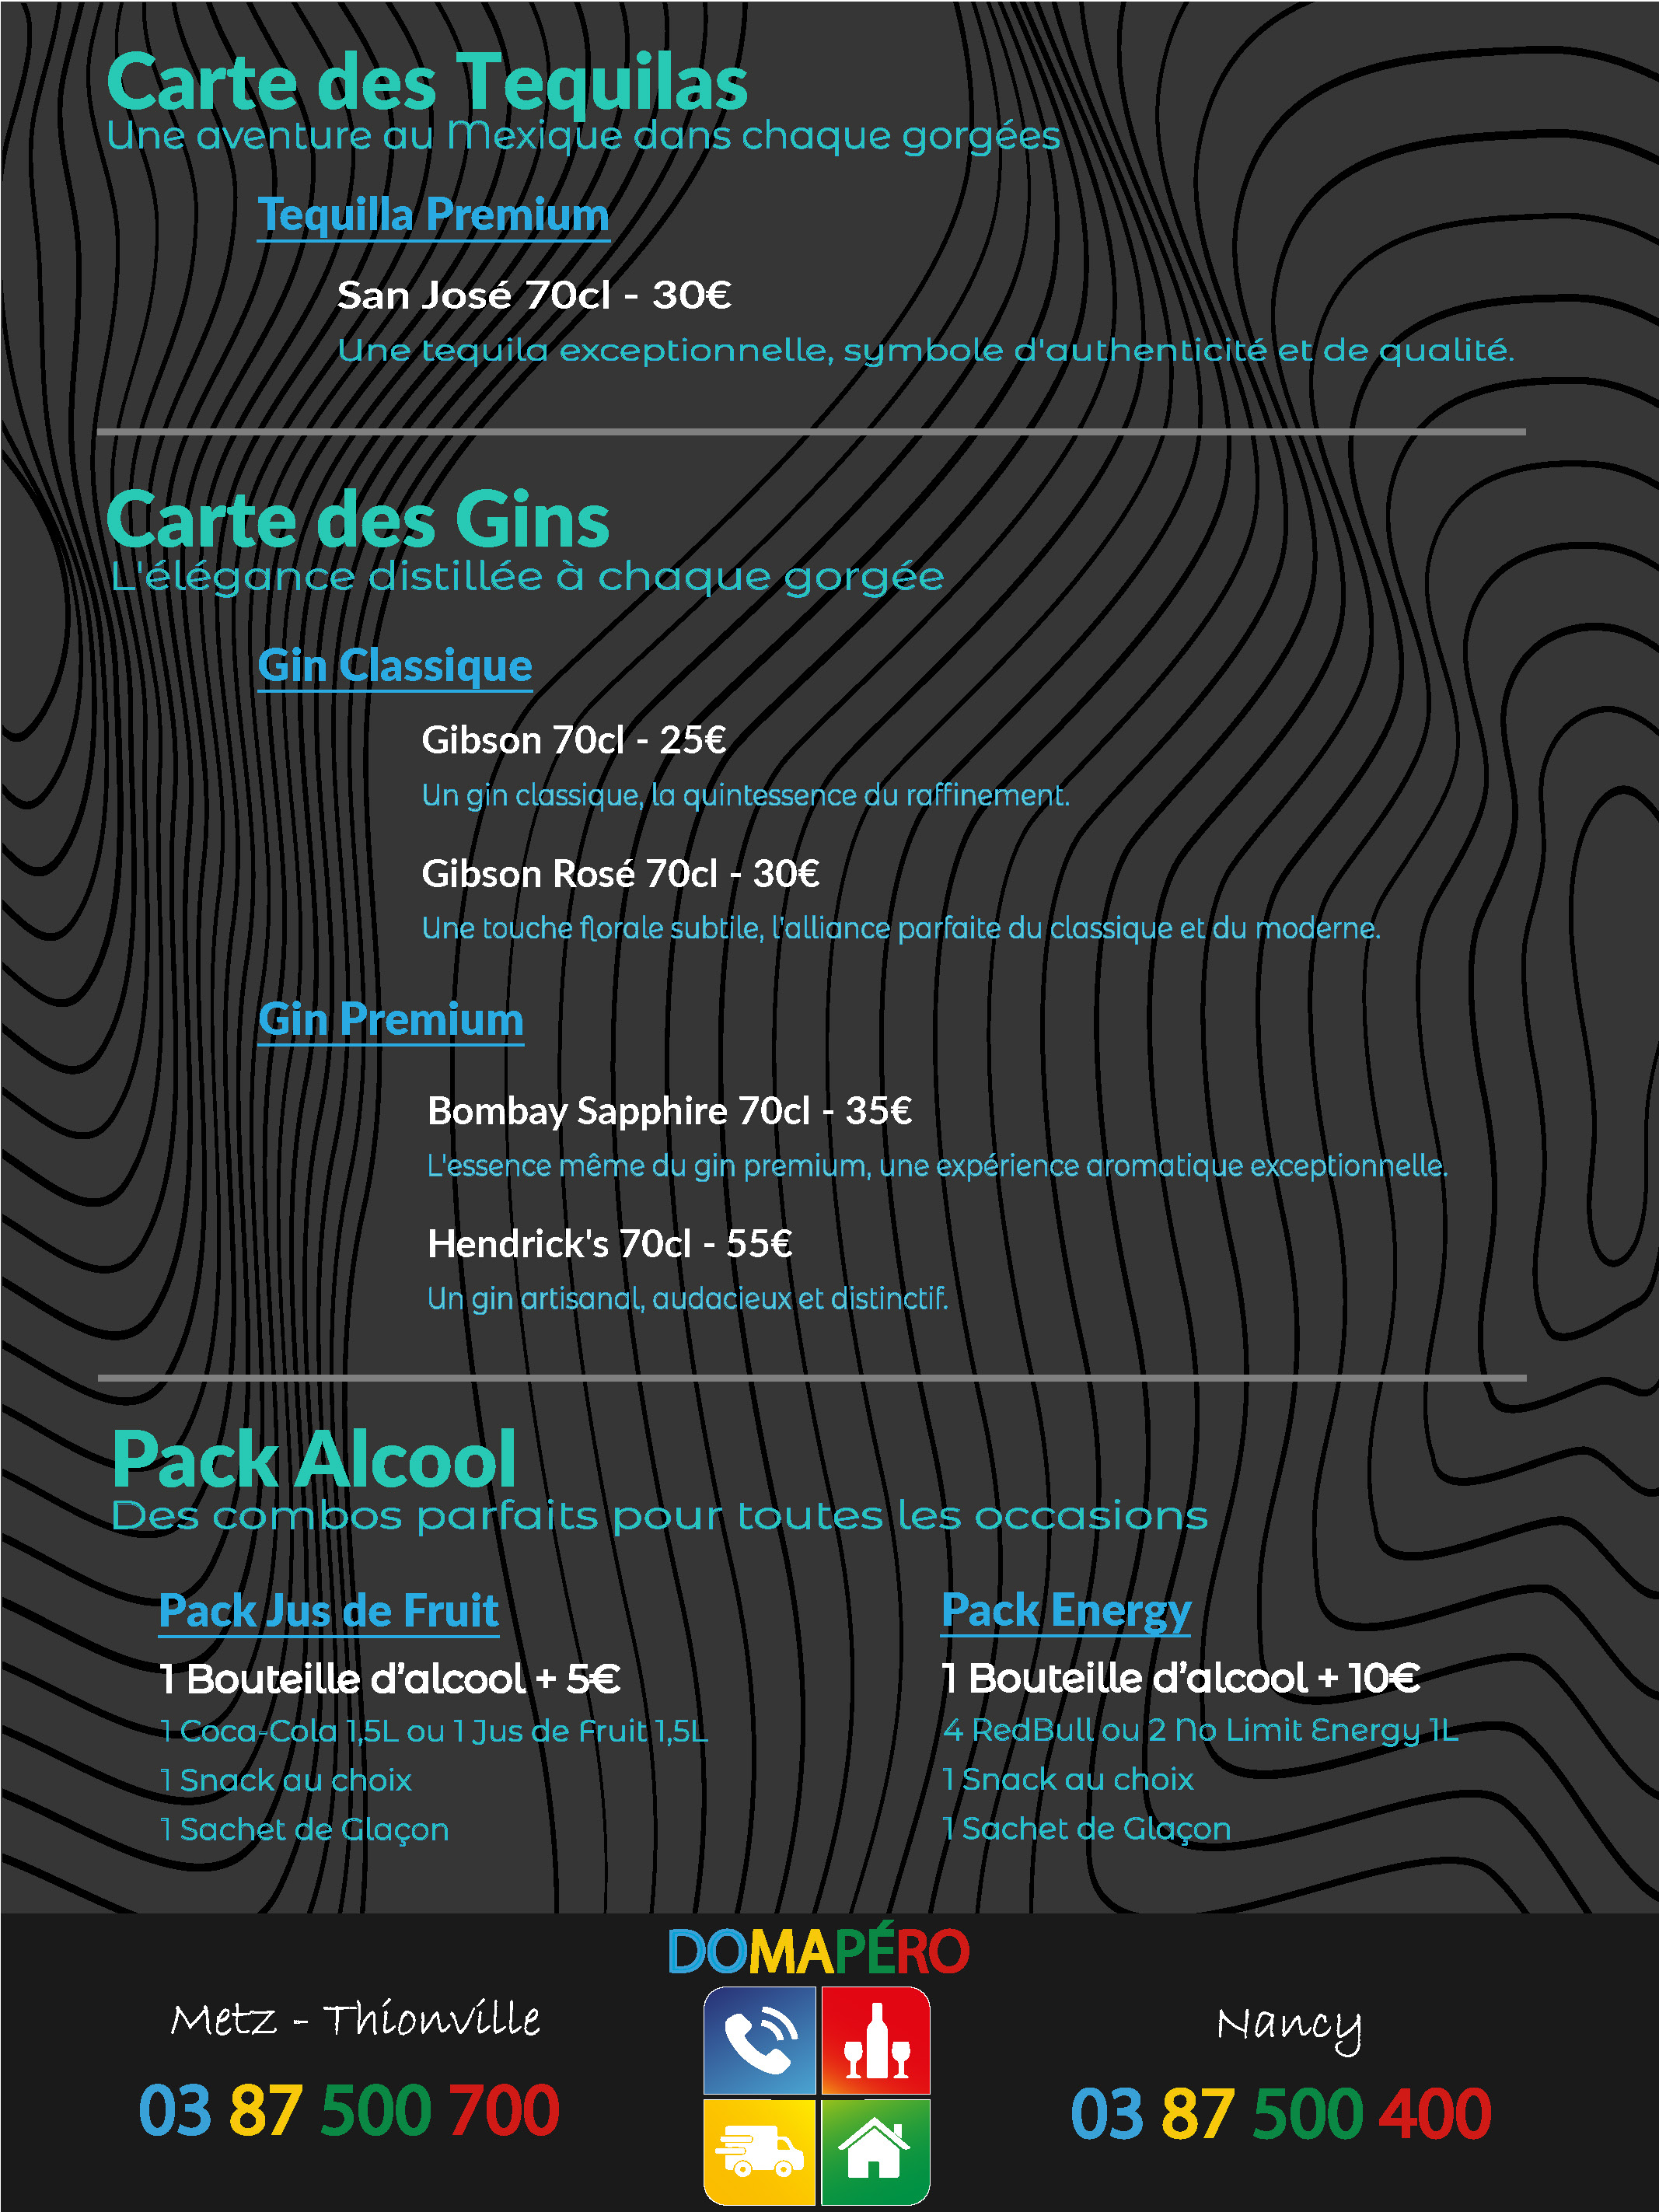 Carte des Tequilas
Une aventure au Mexique dans chaque gorgées
Tequilla Premium
San José 70cl - 30€
Une tequila exceptionnelle, symbole d'authenticité et de qualité.
Carte des Gins
L'élégance distillée à chaque gorgée
Gin Classique
Gibson 70cl - 25€
Un gin classique, la quintessence du raffinement.
Gibson Rosé 70cl - 30€
Une touche florale subtile, l'alliance parfaite du classique et du moderne.
Gin Premium
Bombay Sapphire 70cl - 35€
L'essence même du gin premium, une expérience aromatique exceptionnelle.
Hendrick's 70cl - 55€
Un gin artisanal, audacieux et distinctif.
Pack Alcool
Des combos parfaits pour toutes les occasions
Pack Jus de Fruit
1 Bouteille d’alcool + 5€
1 Coca-Cola 1,5L ou 1 Jus de Fruit 1,5L
1 Snack au choix
1 Sachet de Glaçon
Pack Energy
1 Bouteille d’alcool + 10€
4 RedBull ou 2 No Limit Energy 1L
1 Snack au choix
1 Sachet de Glaçon
DOMAPÉRO
Metz - Thionville
03 87 500 700
Nancy
03 87 500 400